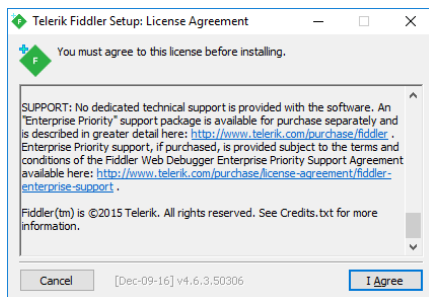 Telerik Fiddler Setup: License Agreement
You must agree to this license before installing.
SUPPORT: No dedicated technical support is provided with the software. An
"Enterprise Priority" support package is available for purchase separately and
is described in greater detail here: http://www.telerik.com/purchase/fiddler .
Enterprise Priority support, if purchased, is provided subject to the terms and
conditions of the Fiddler Web Debugger Enterprise Priority Support Agreement
available here: http://www.telerik.com/purchase/license-agreement/fiddler-
enterprise-support .
Fiddler(tm) is ©2015 Telerik. All rights reserved. See Credits.txt for more
information.
Cancel [Dec-09-16] v4.6.3.50306 I Agree